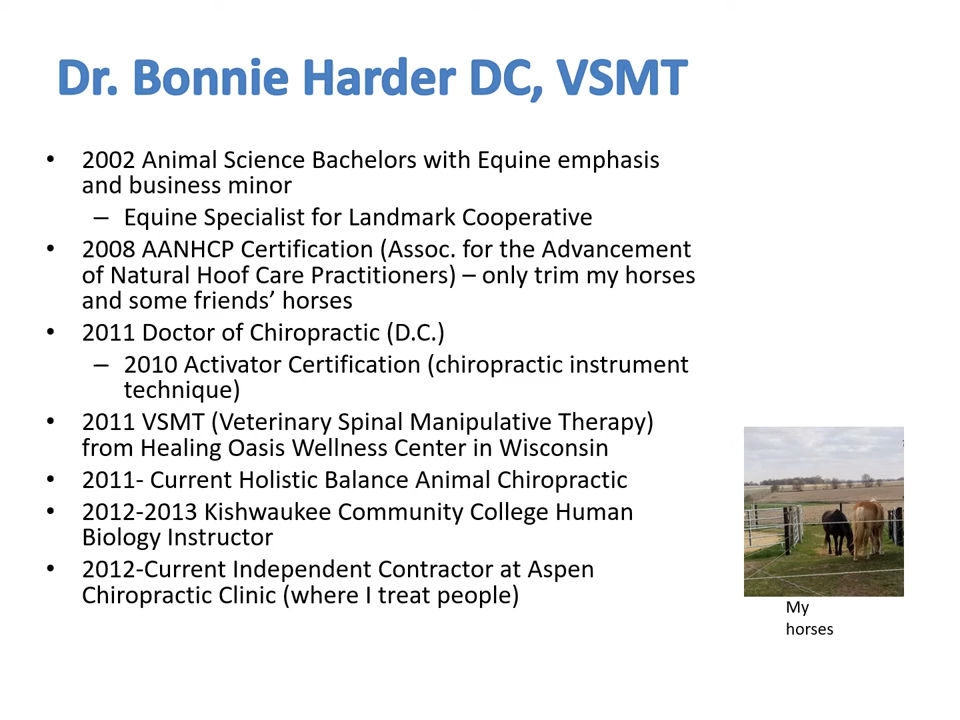 Dr. Bonnie Harder DC, VSMT
• 2002 Animal Science Bachelors with Equine emphasis
and business minor
– Equine Specialist for Landmark Cooperative
• 2008 AANHCP Certification (Assoc. for the Advancement
of Natural Hoof Care Practitioners) – only trim my horses
and some friends’ horses
• 2011 Doctor of Chiropractic (D.C.)
– 2010 Activator Certification (chiropractic instrument
technique)
• 2011 VSMT (Veterinary Spinal Manipulative Therapy)
from Healing Oasis Wellness Center in Wisconsin
• 2011- Current Holistic Balance Animal Chiropractic
• 2012-2013 Kishwaukee Community College Human
Biology Instructor
• 2012-Current Independent Contractor at Aspen
Chiropractic Clinic (where I treat people)
My
horses